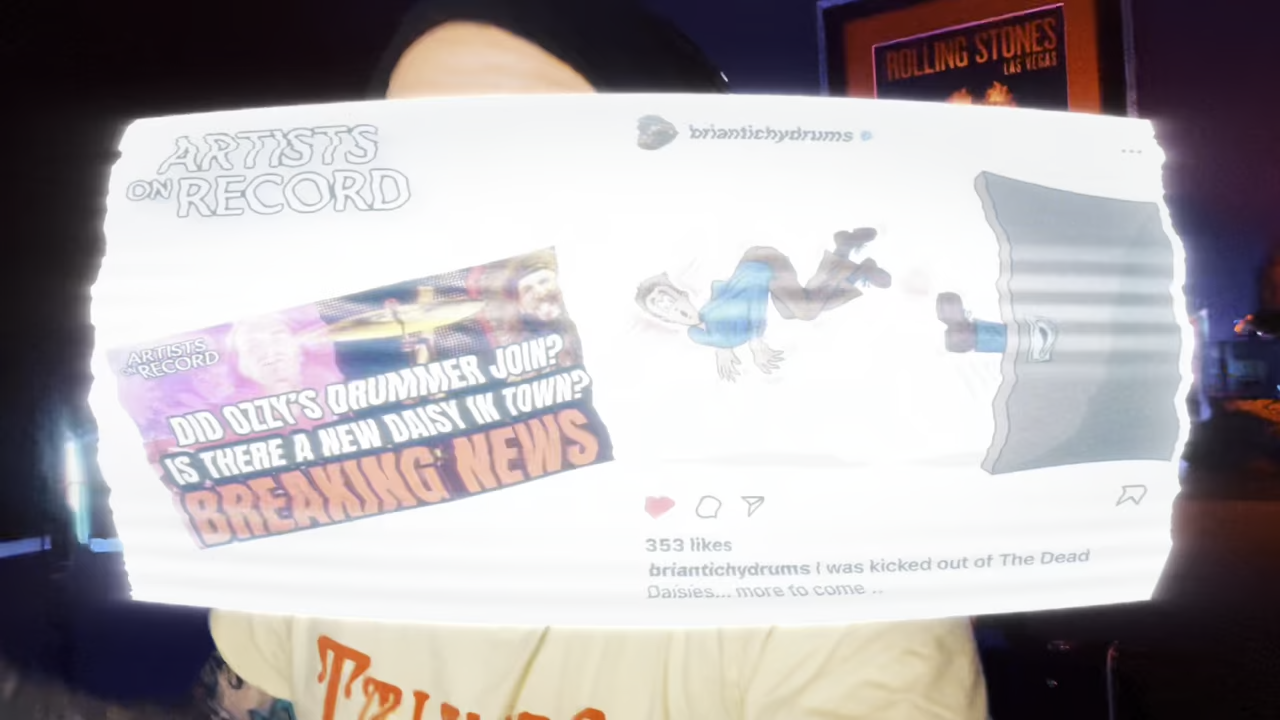 ROLLING STONES
LAS VEGAS
ARTISTS
ON RECORD
briantichydrums
ARTISTS
ON RECORD
DID OZZY'S DRUMMER JOIN?
IS THERE A NEW DAISY IN TOWN?
BREAKING NEWS
353 likes
briantichydrums I was kicked out of The Dead
Daisies... more to come ..